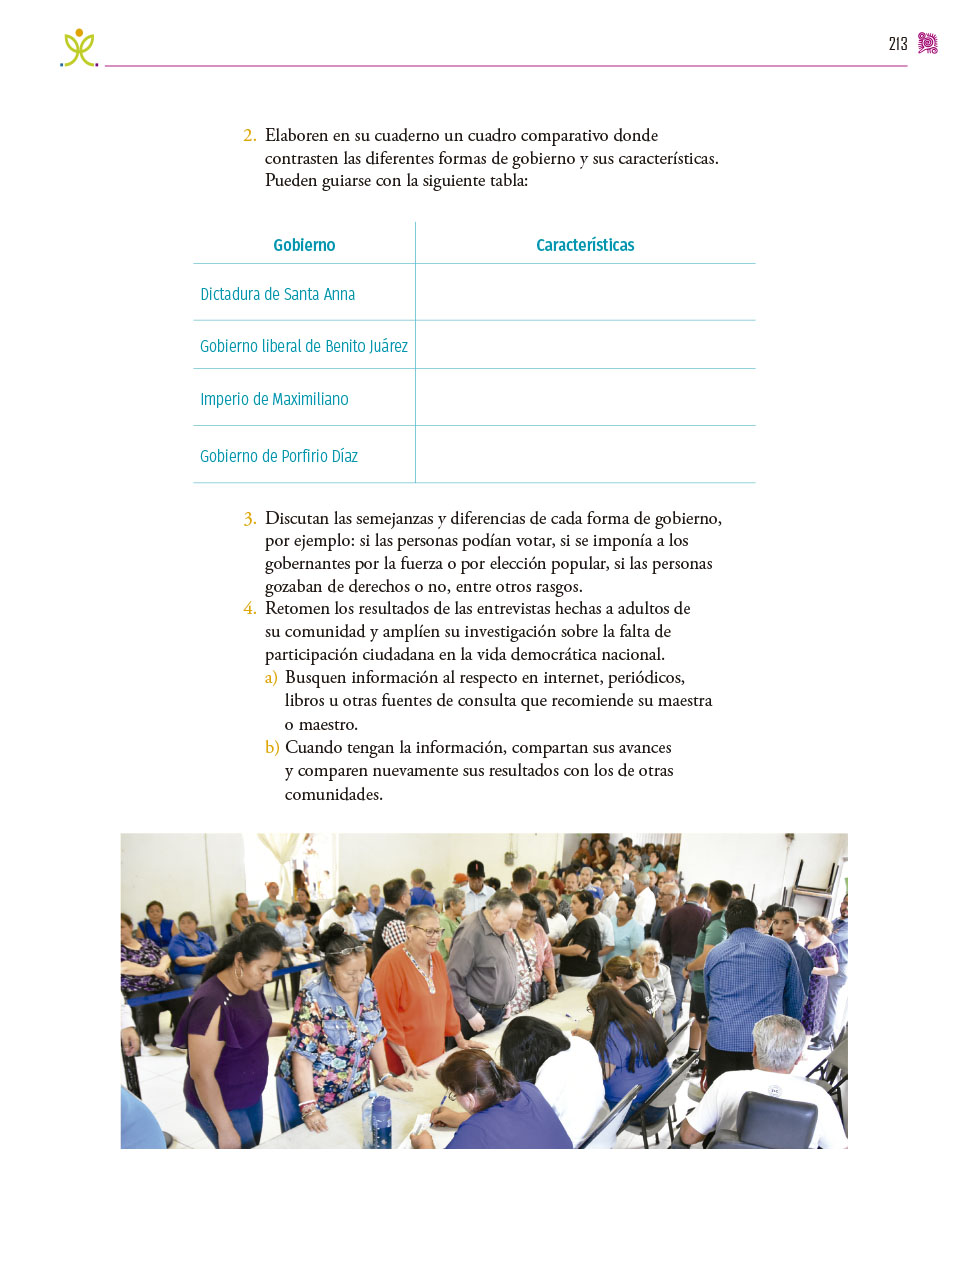 213
2. Elaboren en su cuaderno un cuadro comparativo donde
contrasten las diferentes formas de gobierno y sus características.
Pueden guiarse con la siguiente tabla:
Gobierno Características
Dictadura de Santa Anna
Gobierno liberal de Benito Juárez
Imperio de Maximiliano
Gobierno de Porfirio Díaz
3. Discutan las semejanzas y diferencias de cada forma de gobierno,
por ejemplo: si las personas podían votar, si se imponía a los
gobernantes por la fuerza o por elección popular, si las personas
gozaban de derechos o no, entre otros rasgos.
4. Retomen los resultados de las entrevistas hechas a adultos de
su comunidad y amplíen su investigación sobre la falta de
participación ciudadana en la vida democrática nacional.
a) Busquen información al respecto en internet, periódicos,
libros u otras fuentes de consulta que recomiende su maestra
o maestro.
b) Cuando tengan la información, compartan sus avances
y comparen nuevamente sus resultados con los de otras
comunidades.